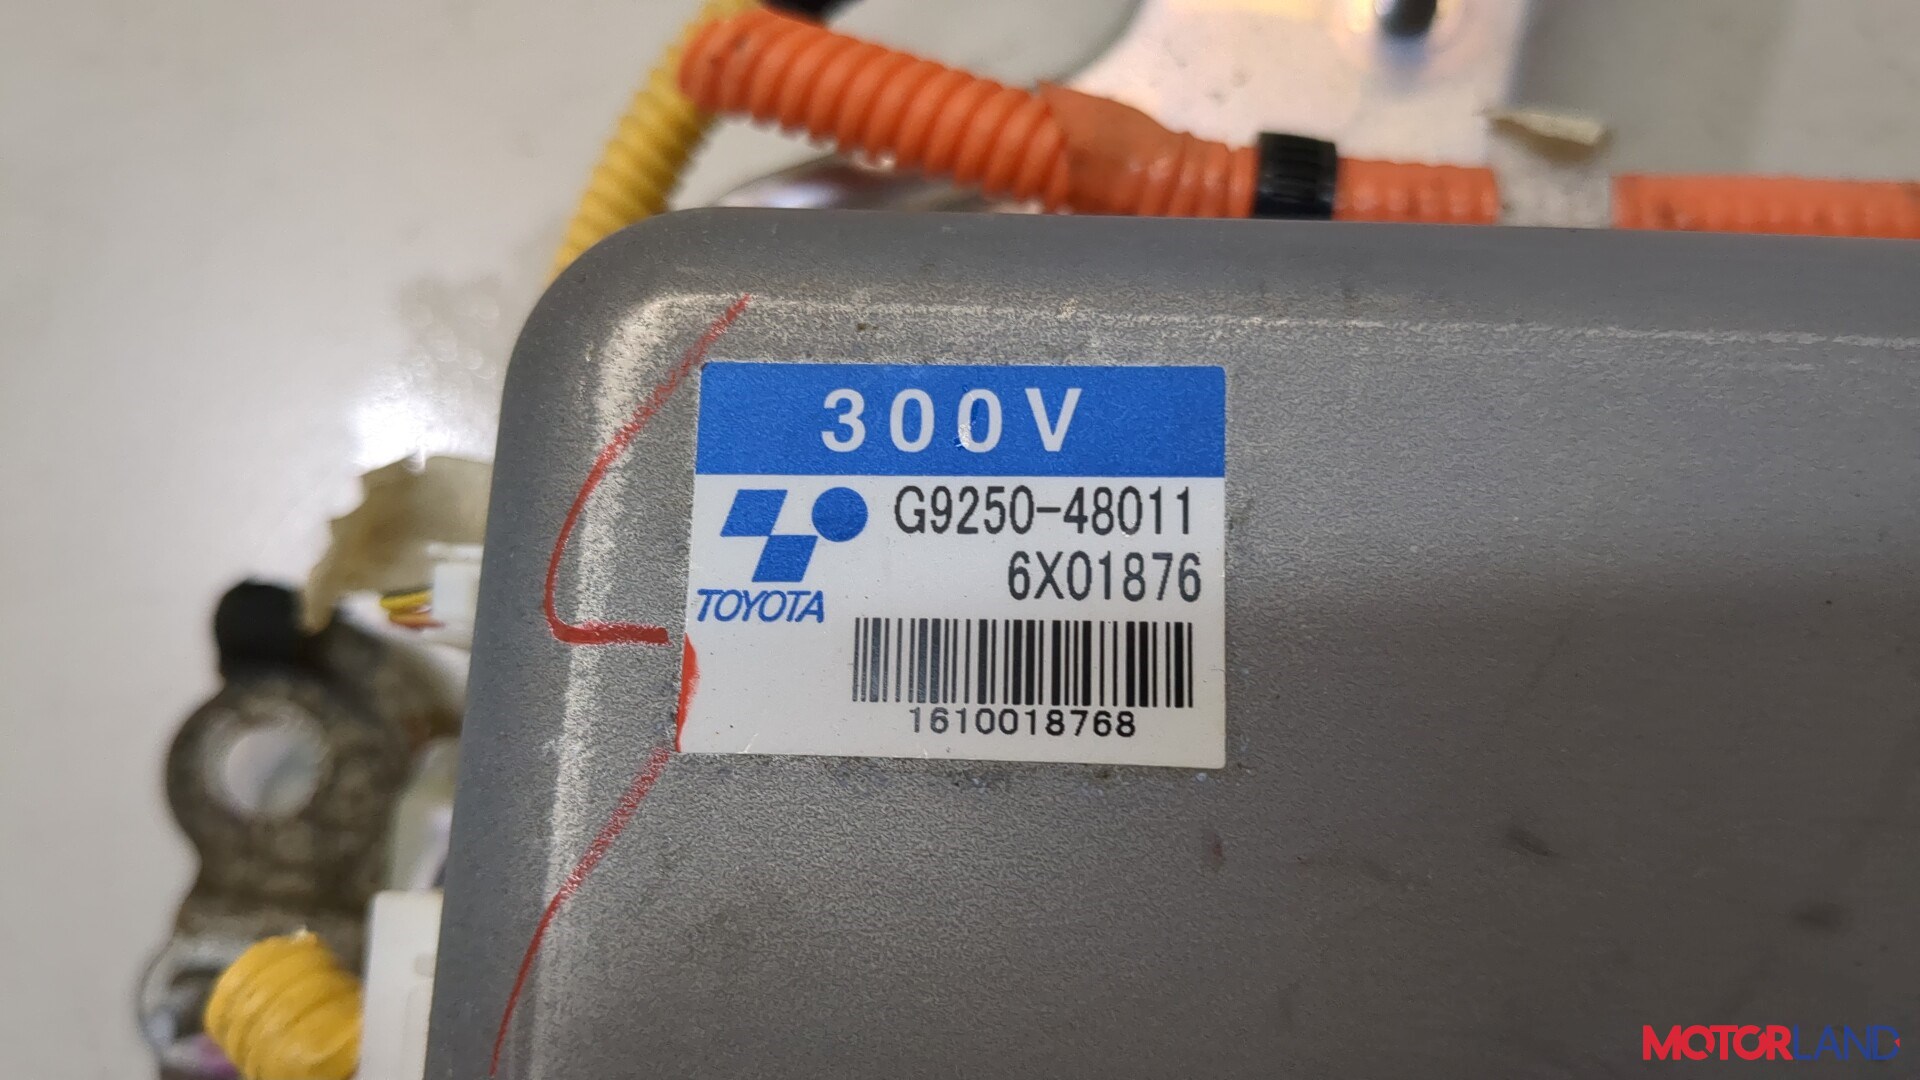 300V
G9250-48011
6X01876
TOYOTA
1610018768
MOTORLAND